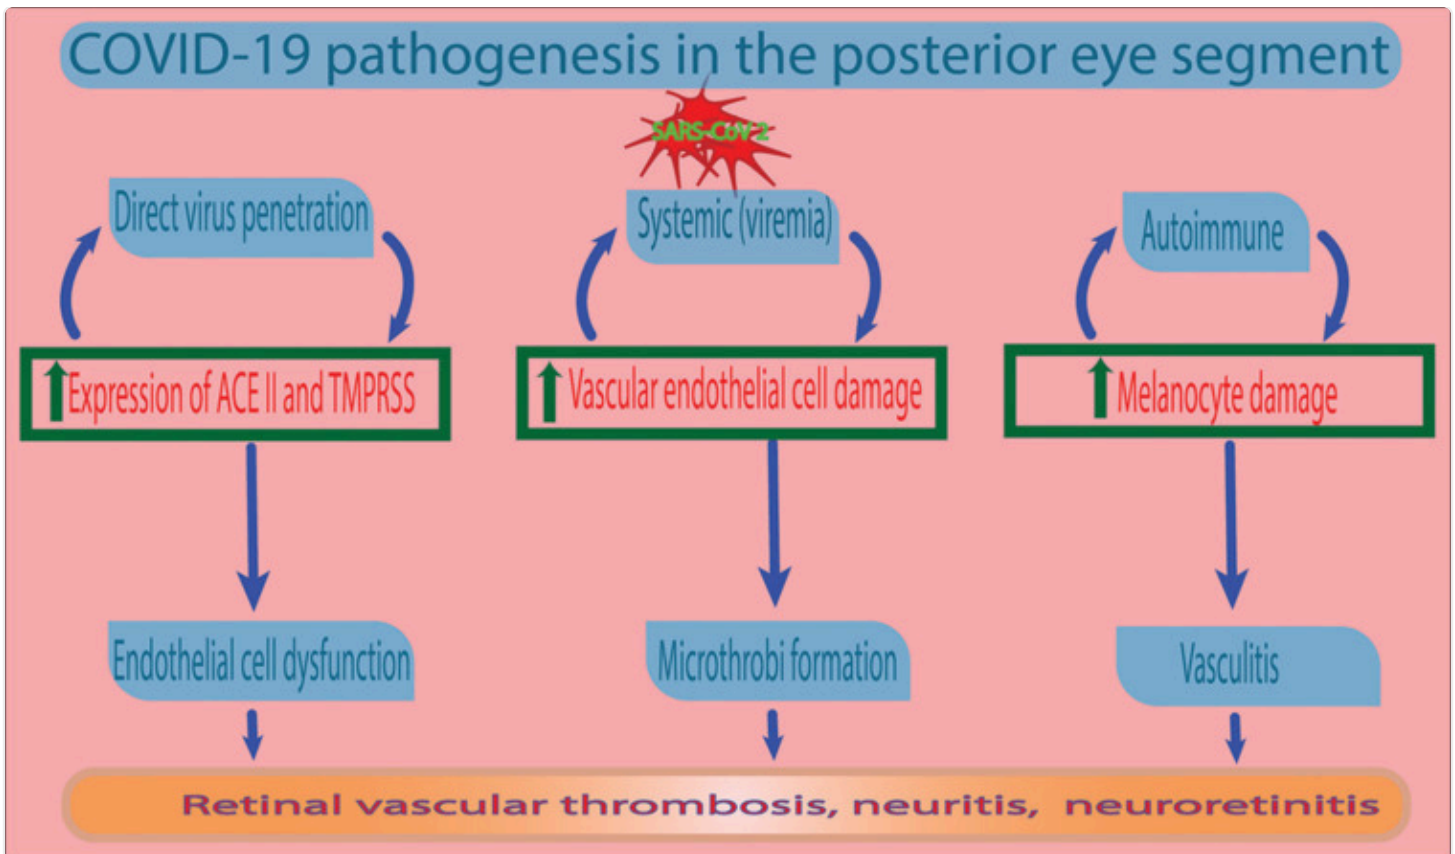 COVID-19 pathogenesis in the posterior eye segment
SARS-CoV 2
Direct virus penetration
Systemic (viremia)
Autoimmune
Expression of ACE II and TMPRSS
Vascular endothelial cell damage
Melanocyte damage
Endothelial cell dysfunction
Microthrobi formation
Vasculitis
Retinal vascular thrombosis, neuritis, neuroretinitis